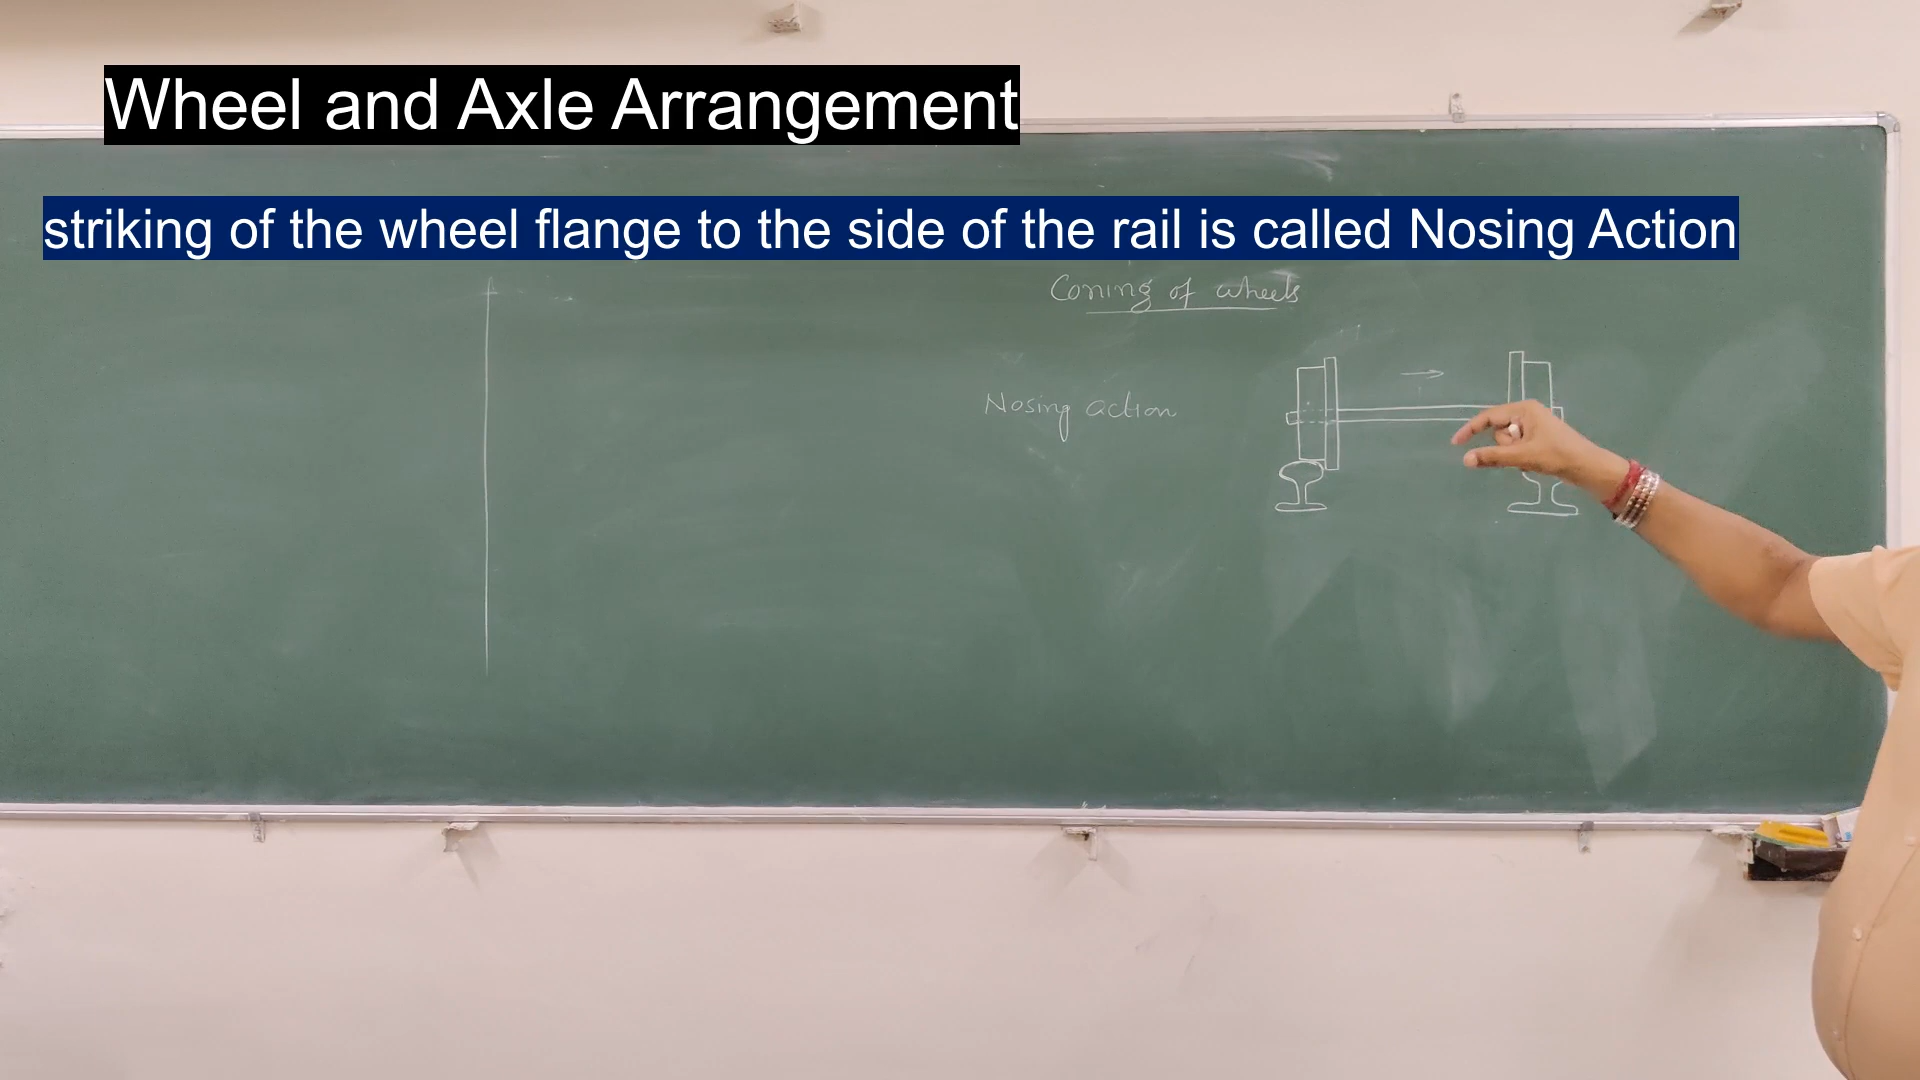 Wheel and Axle Arrangement
striking of the wheel flange to the side of the rail is called Nosing Action
Coning of wheels
Nosing action